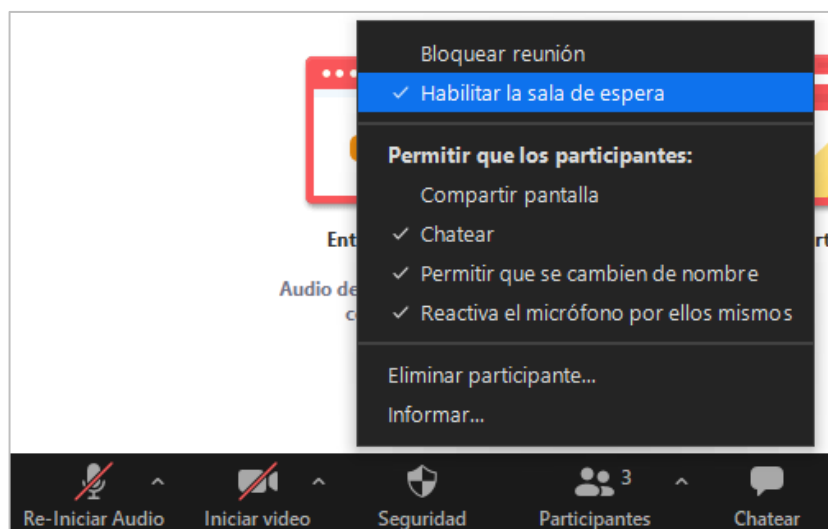 Bloquear reunión
Habilitar la sala de espera
Permitir que los participantes:
Compartir pantalla
Chatear
Permitir que se cambien de nombre
Reactiva el micrófono por ellos mismos
Eliminar participante...
Informar...
Audio de
Re-Iniciar Audio
Iniciar video
Seguridad
Participantes
3
Chatear